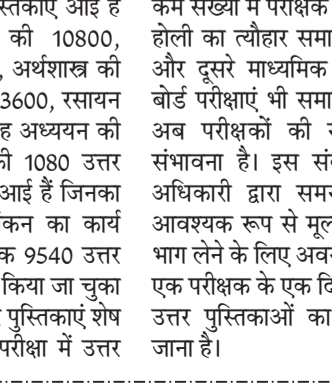 स्तिकाएं आई हैं
की 10800,
, अर्थशास्त्र की
3600, रसायन
ह अध्ययन की
की 1080 उत्तर
आई हैं जिनका
कन का कार्य
क 9540 उत्तर
किया जा चुका
पुस्तिकाएं शेष
परीक्षा में उत्तर
कम संख्या में परीक्षक
होली का त्यौहार समा
और दूसरे माध्यमिक
बोर्ड परीक्षाएं भी समा
अब परीक्षकों की
संभावना है। इस सं
अधिकारी द्वारा सम
आवश्यक रूप से मूल
भाग लेने के लिए अव
एक परीक्षक के एक दि
उत्तर पुस्तिकाओं का
जाना है।